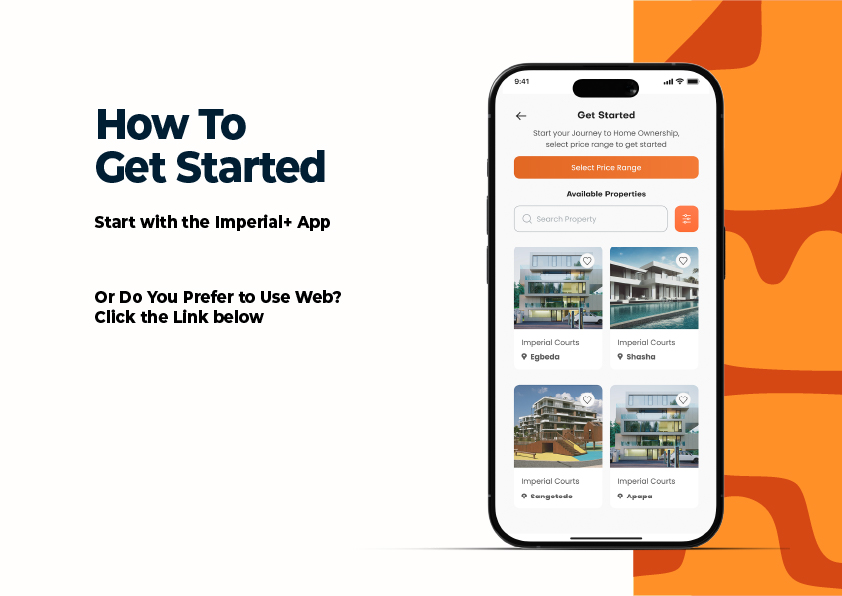 How To
Get Started
Start with the Imperial+ App
Or Do You Prefer to Use Web?
Click the Link below
9:41
Get Started
Start your Journey to Home Ownership,
select price range to get started
Select Price Range
Available Properties
Search Property
Imperial Courts
Egbeda
Imperial Courts
Shasha
Imperial Courts
Sangotedo
Imperial Courts
Apapa